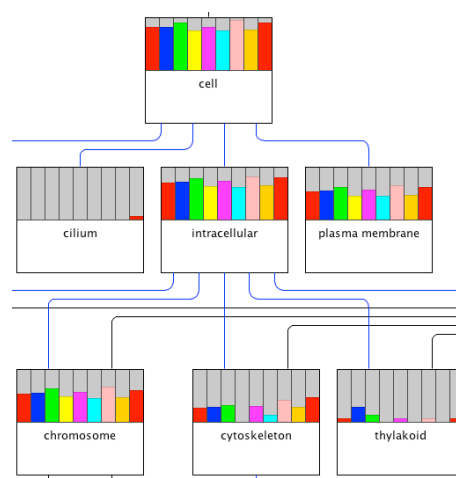 cell
cilium
intracellular
plasma membrane
chromosome
cytoskeleton
thylakoid